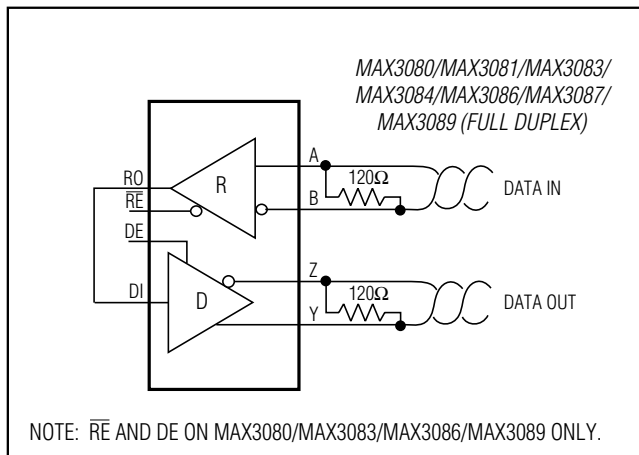 MAX3080/MAX3081/MAX3083/
MAX3084/MAX3086/MAX3087/
MAX3089 (FULL DUPLEX)
A
RO
R
120Ω
RE
B
DATA IN
DE
Z
DI
D
120Ω
Y
DATA OUT
NOTE: RE AND DE ON MAX3080/MAX3083/MAX3086/MAX3089 ONLY.